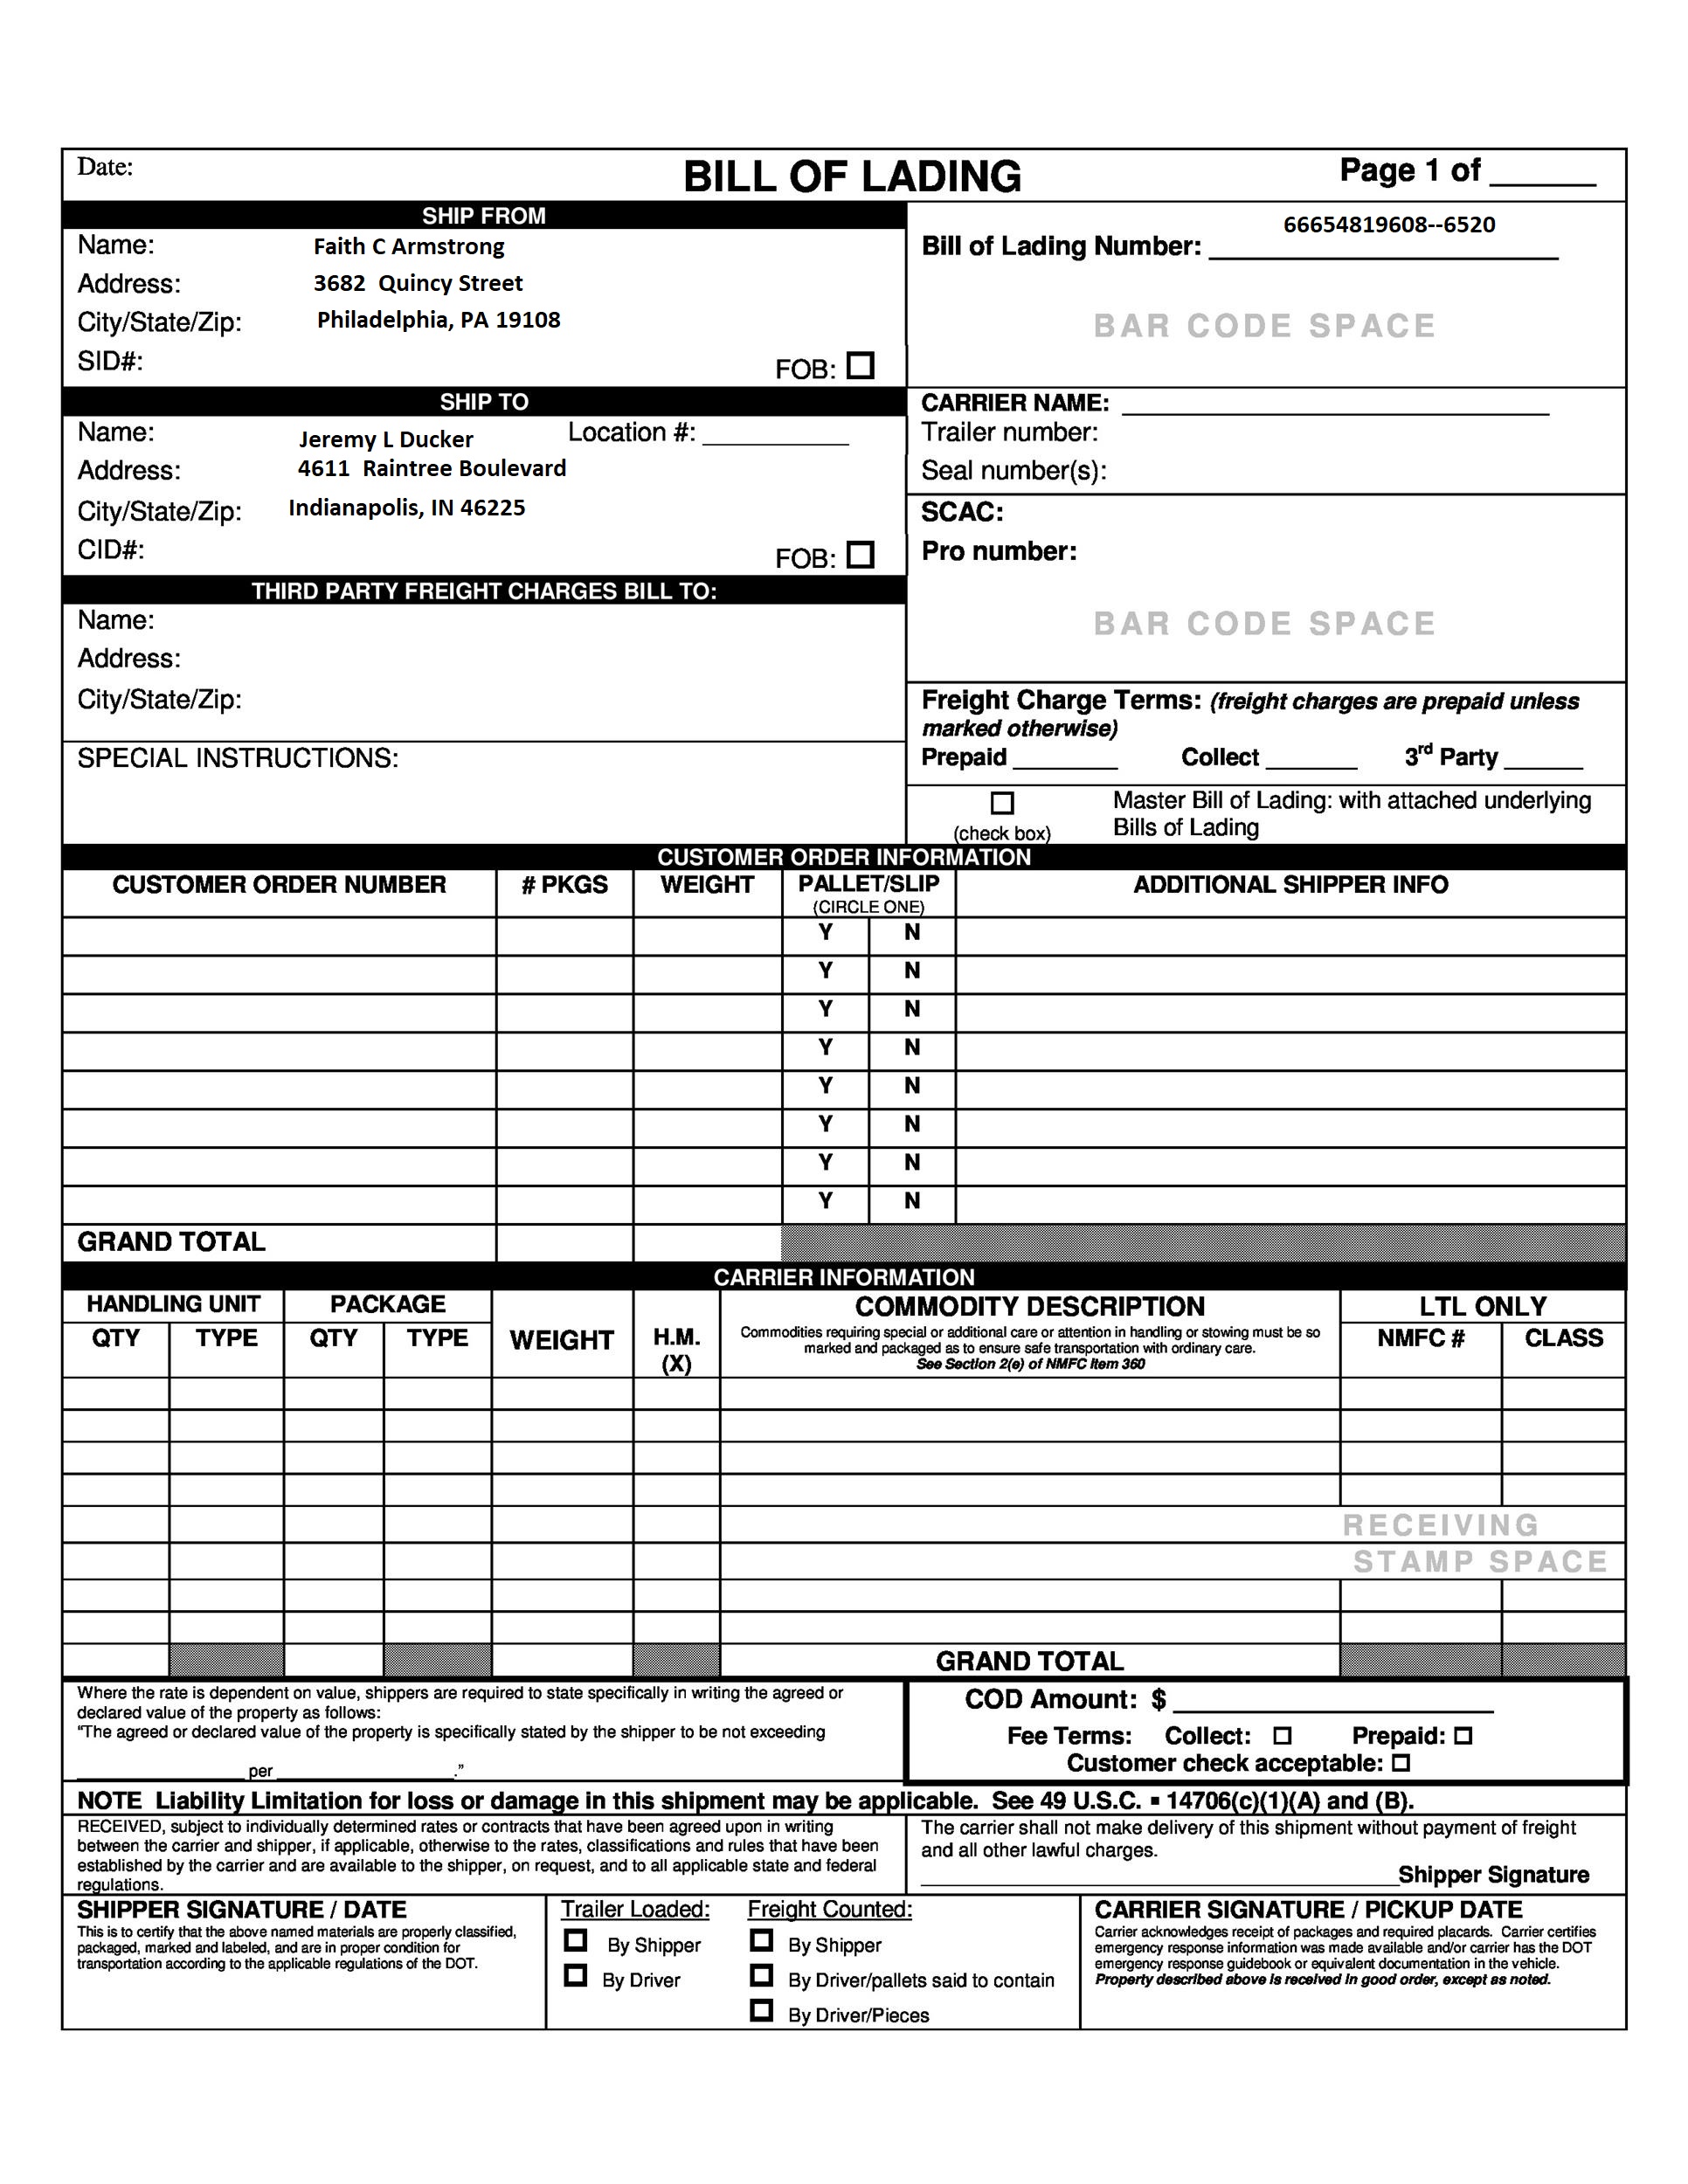 Date:
BILL OF LADING
Page 1 of ______
SHIP FROM
Name: Faith C Armstrong
Address: 3682 Quincy Street
City/State/Zip: Philadelphia, PA 19108
SID#:
FOB: ☐
66654819608--6520
Bill of Lading Number: ____________________
BAR CODE SPACE
SHIP TO
Name: Jeremy L Ducker Location #: __________
Address: 4611 Raintree Boulevard
City/State/Zip: Indianapolis, IN 46225
CID#:
FOB: ☐
CARRIER NAME: ____________________
Trailer number:
Seal number(s):
SCAC:
Pro number:
BAR CODE SPACE
THIRD PARTY FREIGHT CHARGES BILL TO:
Name:
Address:
City/State/Zip:
SPECIAL INSTRUCTIONS:
Freight Charge Terms: (freight charges are prepaid unless
marked otherwise)
Prepaid ______ Collect ______ 3rd Party ______
☐
(check box)
Master Bill of Lading: with attached underlying
Bills of Lading
CUSTOMER ORDER INFORMATION
CUSTOMER ORDER NUMBER # PKGS WEIGHT PALLET/SLIP ADDITIONAL SHIPPER INFO
(CIRCLE ONE)
Y N
Y N
Y N
Y N
Y N
Y N
Y N
Y N
GRAND TOTAL
CARRIER INFORMATION
HANDLING UNIT PACKAGE COMMODITY DESCRIPTION LTL ONLY
QTY TYPE QTY TYPE WEIGHT H.M.
(X)
Commodities requiring special or additional care or attention in handling or stowing must be so
marked and packaged as to ensure safe transportation with ordinary care.
See Section 2(e) of NMFC Item 360
NMFC # CLASS
RECEIVING
STAMP SPACE
GRAND TOTAL
Where the rate is dependent on value, shippers are required to state specifically in writing the agreed or
declared value of the property as follows:
"The agreed or declared value of the property is specifically stated by the shipper to be not exceeding
__________ per __________."
COD Amount: $ ____________________
Fee Terms: Collect: ☐ Prepaid: ☐
Customer check acceptable: ☐
NOTE Liability Limitation for loss or damage in this shipment may be applicable. See 49 U.S.C. ▪ 14706(c)(1)(A) and (B).
RECEIVED, subject to individually determined rates or contracts that have been agreed upon in writing
between the carrier and shipper, if applicable, otherwise to the rates, classifications and rules that have been
established by the carrier and are available to the shipper, on request, and to all applicable state and federal
regulations.
The carrier shall not make delivery of this shipment without payment of freight
and all other lawful charges.
____________________Shipper Signature
SHIPPER SIGNATURE / DATE
This is to certify that the above named materials are properly classified,
packaged, marked and labeled, and are in proper condition for
transportation according to the applicable regulations of the DOT.
Trailer Loaded:
☐ By Shipper
☐ By Driver
Freight Counted:
☐ By Shipper
☐ By Driver/pallets said to contain
☐ By Driver/Pieces
CARRIER SIGNATURE / PICKUP DATE
Carrier acknowledges receipt of packages and required placards. Carrier certifies
emergency response information was made available and/or carrier has the DOT
emergency response guidebook or equivalent documentation in the vehicle.
Property described above is received in good order, except as noted.